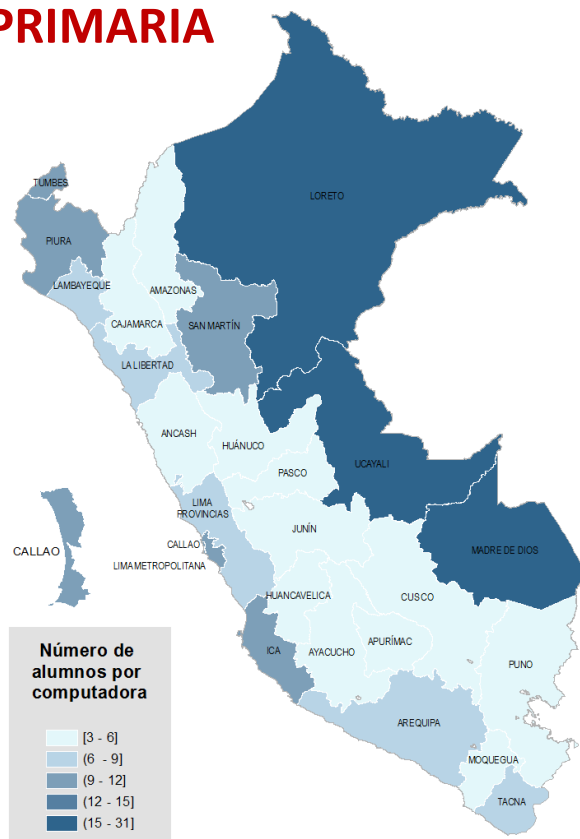 PRIMARIA
TUMBES
LORETO
PIURA
LAMBAYEQUE
AMAZONAS
CAJAMARCA
SAN MARTÍN
LA LIBERTAD
ANCASH
HUÁNUCO
UCAYALI
PASCO
LIMA
PROVINCIAS
JUNÍN
CALLAO
CALLAO
MADRE DE DIOS
LIMA METROPOLITANA
HUANCAVELICA
CUSCO
ICA
AYACUCHO
APURÍMAC
PUNO
AREQUIPA
MOQUEGUA
TACNA
Número de
alumnos por
computadora
[3 - 6]
(6 - 9]
(9 - 12]
(12 - 15]
(15 - 31]